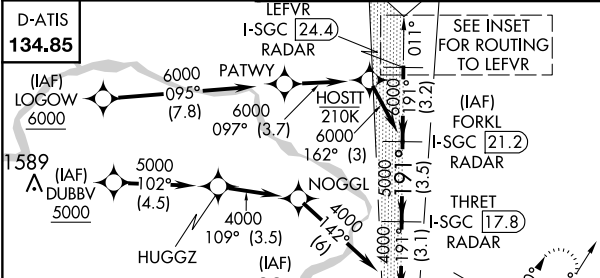 D-ATIS
134.85
LEFVR
I-SGC 24.4
RADAR
011°
SEE INSET
FOR ROUTING
TO LEFVR
(IAF)
LOGOW
6000
6000
095°
(7.8)
PATWY
6000
097° (3.7)
HOSTT
210K
6000
162° (3)
6000
191°
(3.2)
(IAF)
FORKL
I-SGC 21.2
RADAR
1589
(IAF)
DUBBV
5000
5000
102°
(4.5)
HUGGZ
4000
109° (3.5)
NOGGL
4000
142°
(6)
5000
191°
(3.5)
THRET
I-SGC 17.8
RADAR
4000
191°
(3.1)
(IAF)